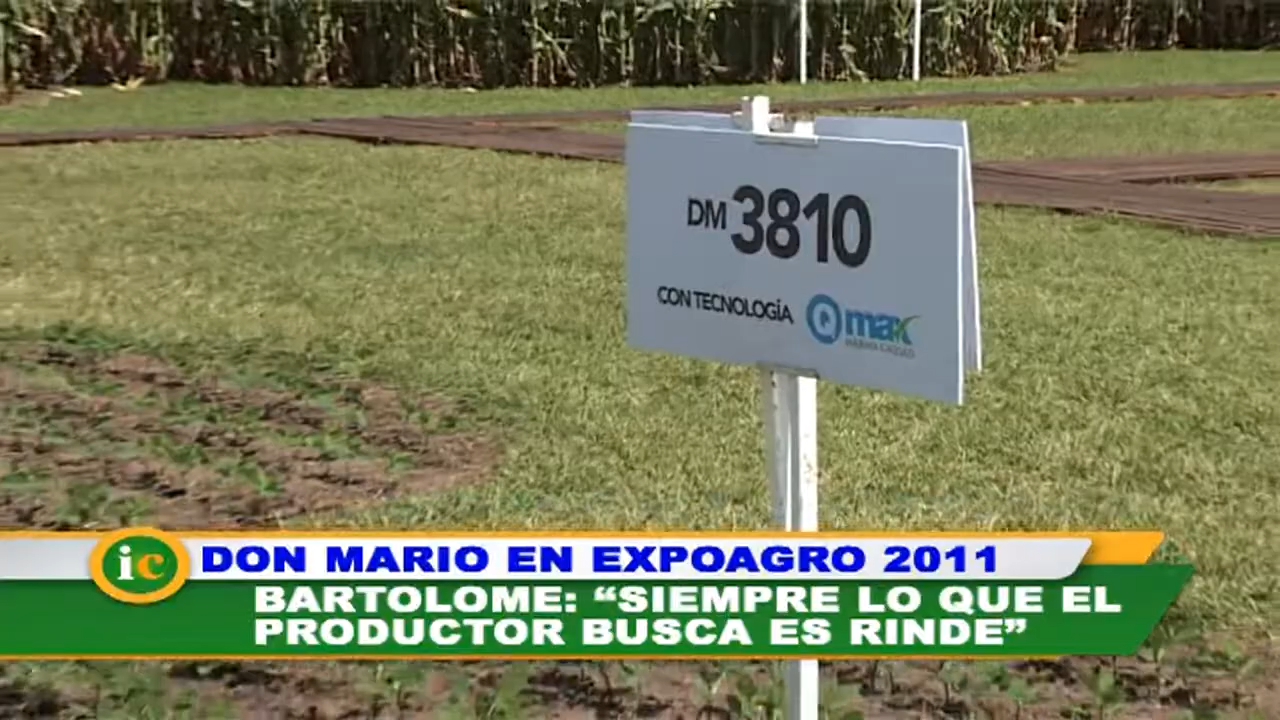 DM 3810
CON TECNOLOGÍA Qmax
ic
DON MARIO EN EXPOAGRO 2011
BARTOLOME: “SIEMPRE LO QUE EL
PRODUCTOR BUSCA ES RINDE”